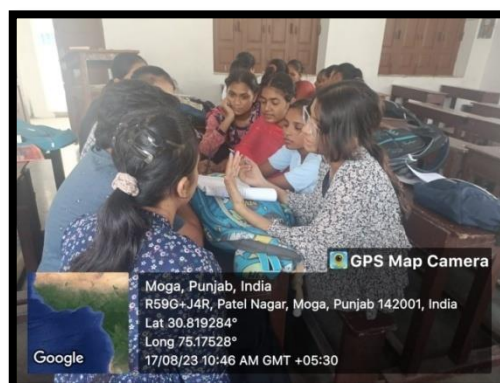 GPS Map Camera
Moga, Punjab, India
R59G+J4R, Patel Nagar, Moga, Punjab 142001, India
Lat 30.819284°
Long 75.17528°
17/08/23 10:46 AM GMT +05:30
Google